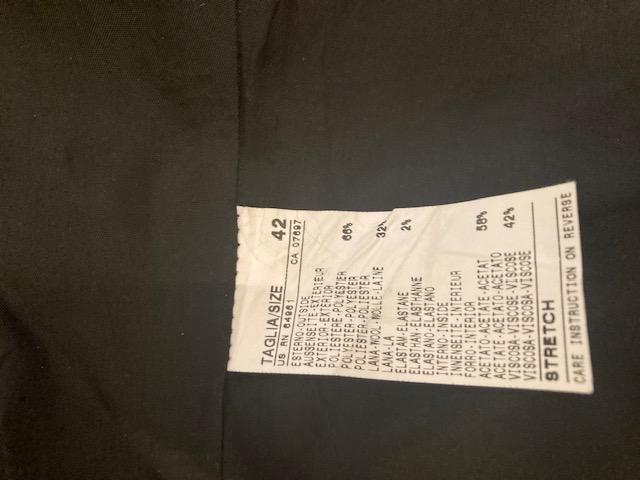 TAGLIA/SIZE 42
US RN 64961 CA 07697
ESTERNO-OUTSIDE
AUSSENSEITE-EXTERIEUR
EXTERIOR-EXTERIOR
POLIESTERE-POLYESTER 66%
POLYESTER-POLYESTER
POLIESTER-POLYESTER
LANA-WOOL-WOLLE-LAINE 32%
LANA-LA
ELASTAM-ELASTANE 2%
ELASTHAN-ELASTHANNE
ELASTANO-ELASTANO
INTERNO-INSIDE
INNENSEITE-INTERIEUR
FORRO-INTERIOR
ACETATO-ACETATE-ACETAT 58%
ACETATE-ACETATO-ACETATO
VISCOSA-VISCOSE-VISCOSE 42%
VISCOSA-VISCOSA-VISCOSE
STRETCH
CARE INSTRUCTION ON REVERSE